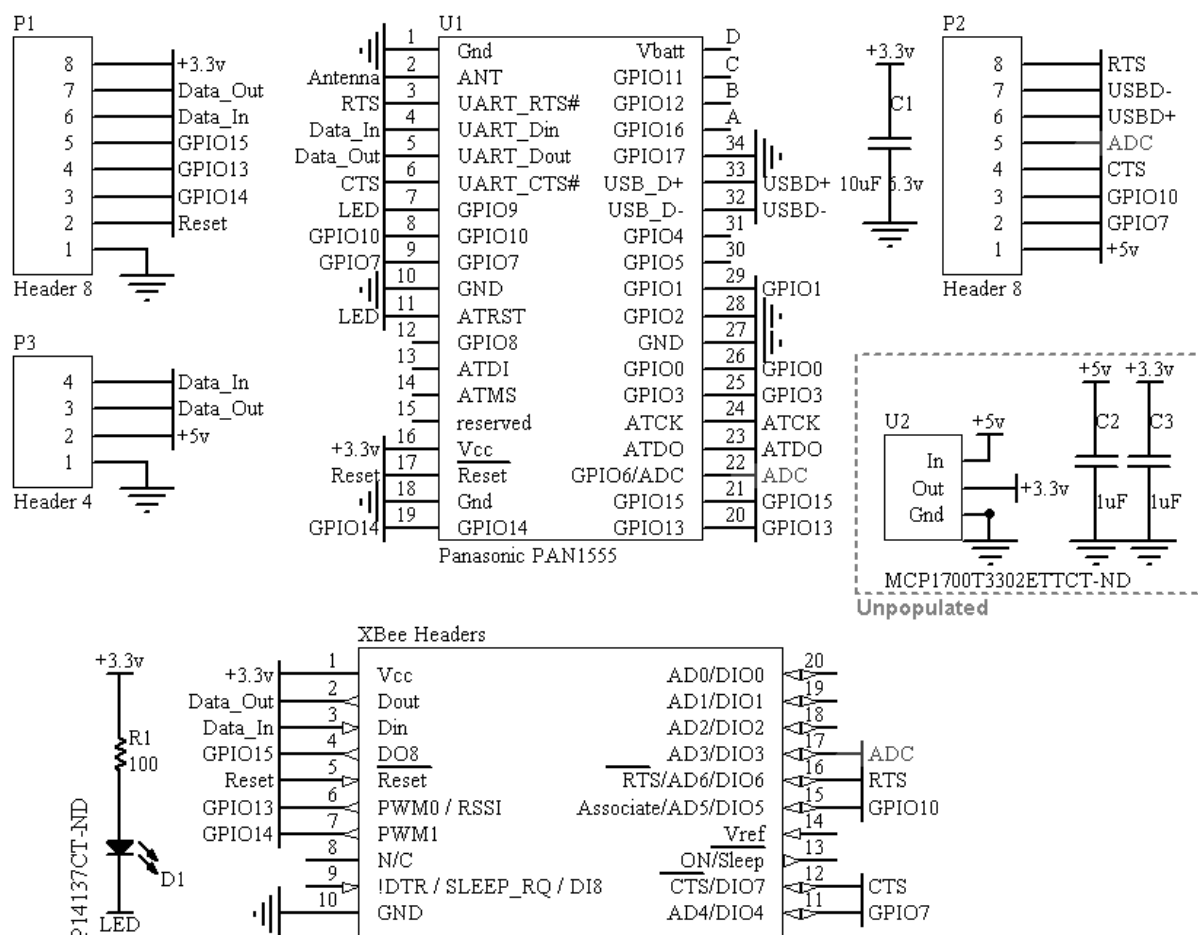 P1
8 +3.3v
7 Data_Out
6 Data_In
5 GPIO15
4 GPIO13
3 GPIO14
2 Reset
1
Header 8
P3
4 Data_In
3 Data_Out
2 +5v
1
Header 4
U1
1 Gnd
Antenna 2 ANT
RTS 3 UART_RTS#
Data_In 4 UART_Din
Data_Out 5 UART_Dout
CTS 6 UART_CTS#
LED 7 GPIO9
GPIO10 8 GPIO10
GPIO7 9 GPIO7
10 GND
LED 11 ATRST
12 GPIO8
13 ATDI
14 ATMS
15 reserved
+3.3v 16 Vcc
Reset 17 Reset
18 Gnd
GPIO14 19 GPIO14
Vbatt D
GPIO11 C
GPIO12 B
GPIO16 A
GPIO17 34
USB_D+ 33 USBD+
USB_D- 32 USBD-
GPIO4 31
GPIO5 30
GPIO1 29 GPIO1
GPIO2 28
GND 27
GPIO0 26 GPIO0
GPIO3 25 GPIO3
ATCK 24 ATCK
ATDO 23 ATDO
GPIO6/ADC 22 ADC
GPIO15 21 GPIO15
GPIO13 20 GPIO13
Panasonic PAN1555
+3.3v
C1
10uF 6.3v
P2
8 RTS
7 USBD-
6 USBD+
5 ADC
4 CTS
3 GPIO10
2 GPIO7
1 +5v
Header 8
U2
+5v
In
Out +3.3v
Gnd
MCP1700T3302ETTCT-ND
+5v
C2
1uF
+3.3v
C3
1uF
Unpopulated
+3.3v
R1
100
D1
LED
XBee Headers
+3.3v 1 Vcc
Data_Out 2 Dout
Data_In 3 Din
GPIO15 4 DO8
Reset 5 Reset
GPIO13 6 PWM0 / RSSI
GPIO14 7 PWM1
8 N/C
9 !DTR / SLEEP_RQ / DI8
10 GND
AD0/DIO0 20
AD1/DIO1 19
AD2/DIO2 18
AD3/DIO3 17 ADC
RTS/AD6/DIO6 16 RTS
Associate/AD5/DIO5 15 GPIO10
Vref 14
ON/Sleep 13
CTS/DIO7 12 CTS
AD4/DIO4 11 GPIO7